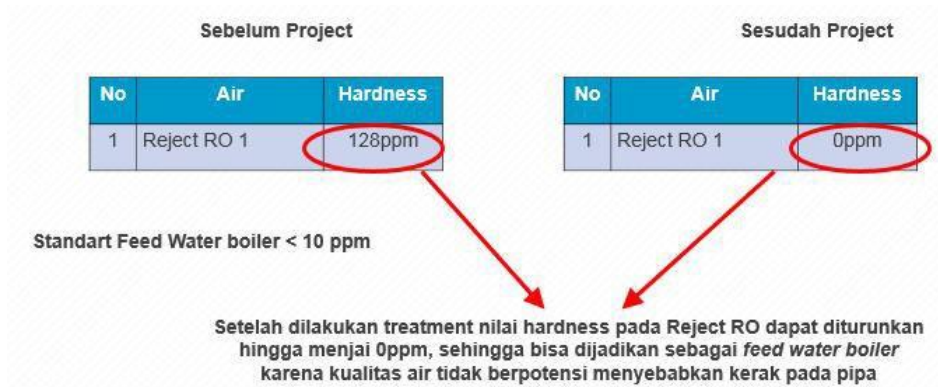 Sebelum Project
Sesudah Project
No Air Hardness
1 Reject RO 1 128ppm
No Air Hardness
1 Reject RO 1 0ppm
Standart Feed Water boiler < 10 ppm
Setelah dilakukan treatment nilai hardness pada Reject RO dapat diturunkan
hingga menjai 0ppm, sehingga bisa dijadikan sebagai feed water boiler
karena kualitas air tidak berpotensi menyebabkan kerak pada pipa